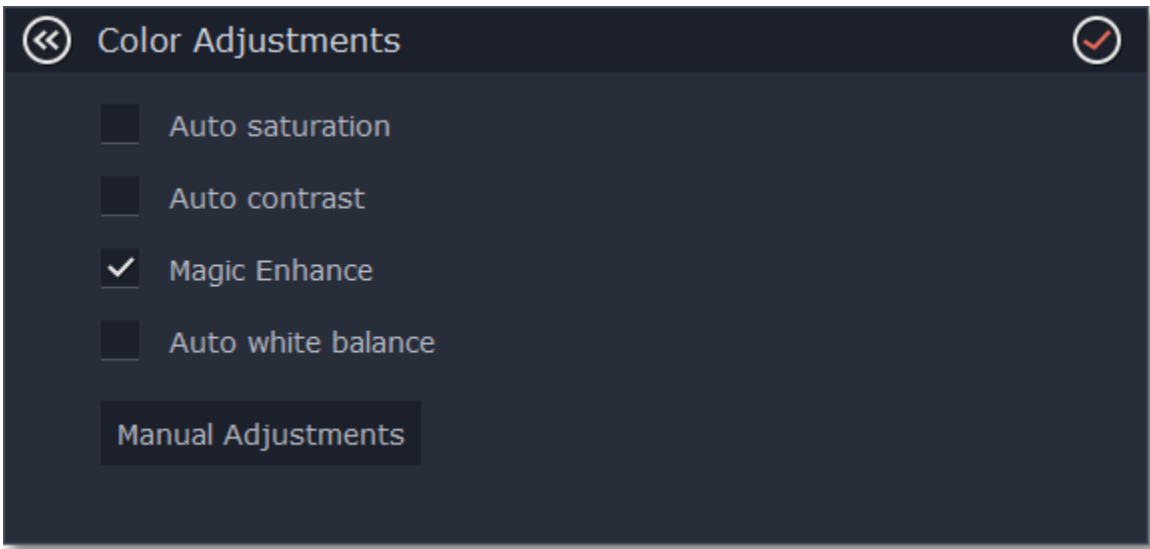 Color Adjustments
Auto saturation
Auto contrast
Magic Enhance
Auto white balance
Manual Adjustments